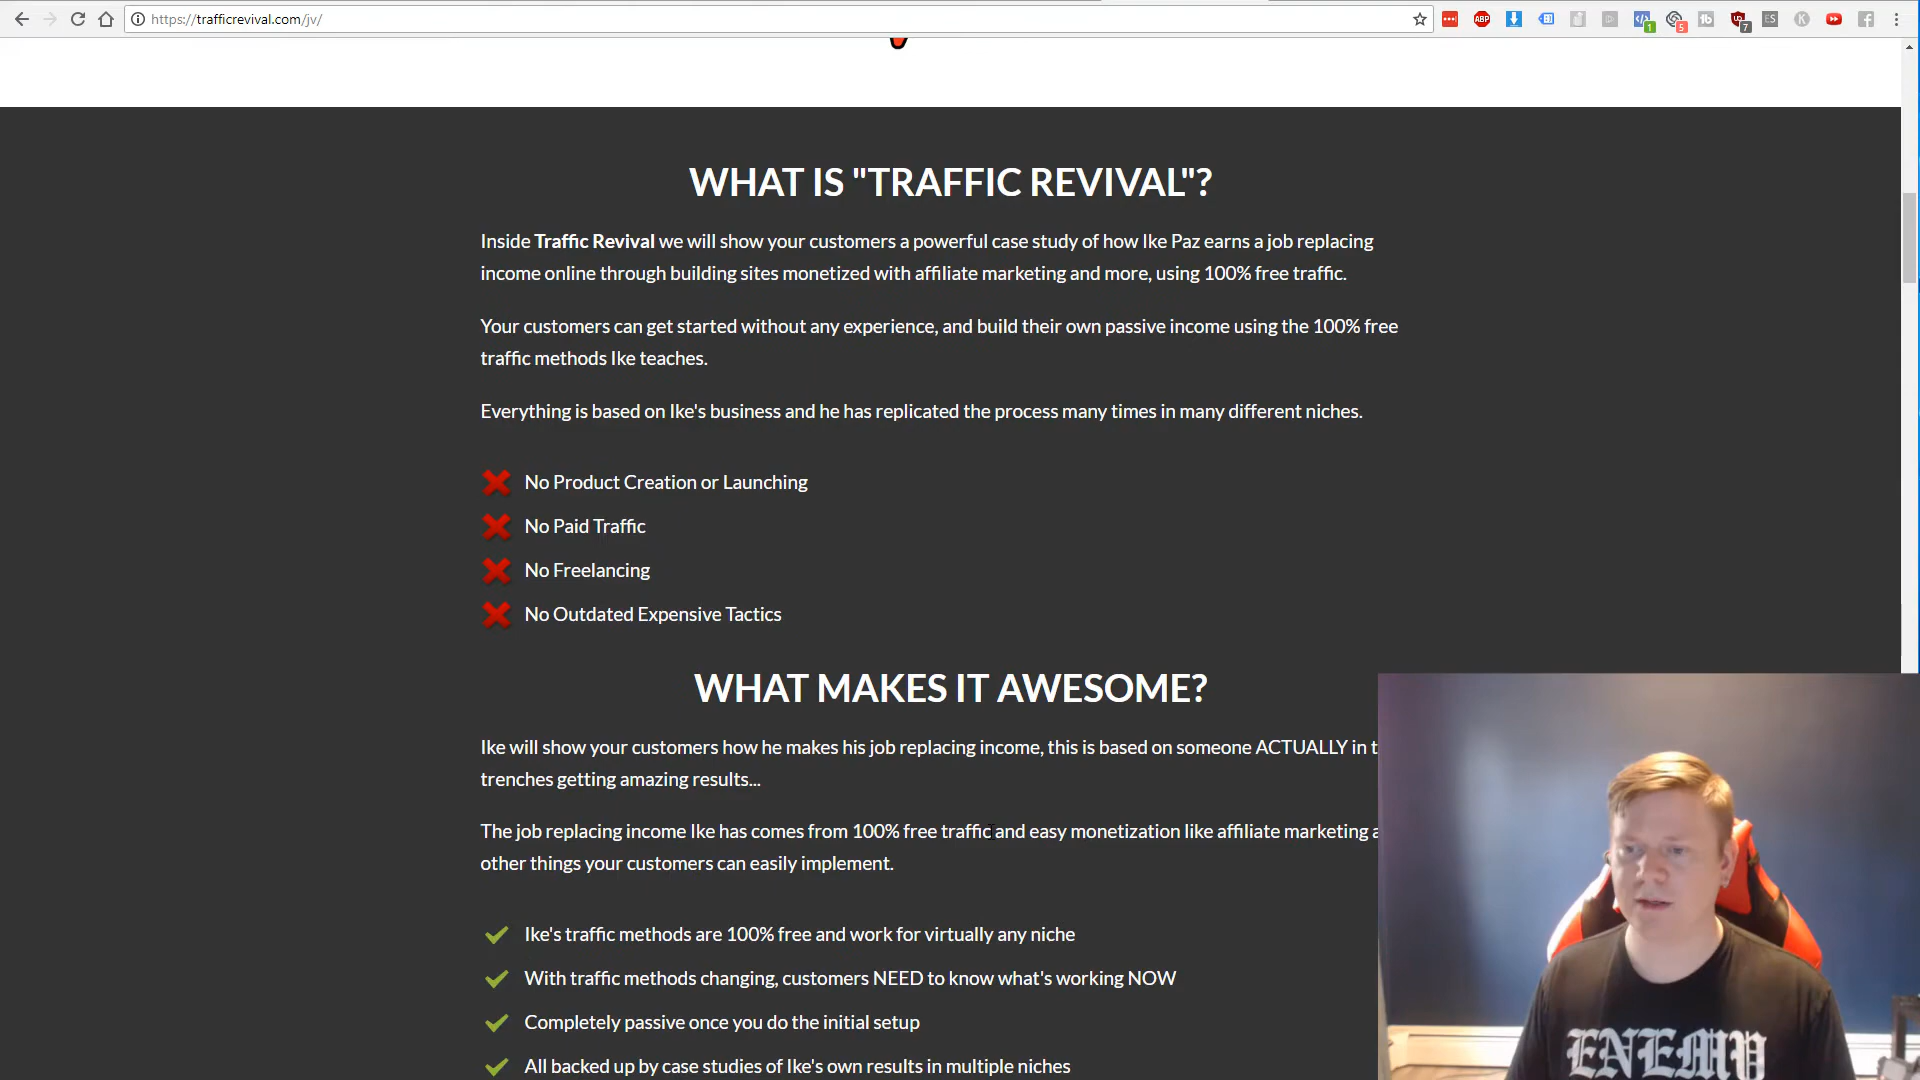 https://trafficrevival.com/jv/
ABP
ES
K
1
5
7
WHAT IS "TRAFFIC REVIVAL"?
Inside Traffic Revival we will show your customers a powerful case study of how Ike Paz earns a job replacing
income online through building sites monetized with affiliate marketing and more, using 100% free traffic.
Your customers can get started without any experience, and build their own passive income using the 100% free
traffic methods Ike teaches.
Everything is based on Ike's business and he has replicated the process many times in many different niches.
No Product Creation or Launching
No Paid Traffic
No Freelancing
No Outdated Expensive Tactics
WHAT MAKES IT AWESOME?
Ike will show your customers how he makes his job replacing income, this is based on someone ACTUALLY in t
trenches getting amazing results...
The job replacing income Ike has comes from 100% free traffic and easy monetization like affiliate marketing a
other things your customers can easily implement.
Ike's traffic methods are 100% free and work for virtually any niche
With traffic methods changing, customers NEED to know what's working NOW
Completely passive once you do the initial setup
All backed up by case studies of Ike's own results in multiple niches
ENEMY